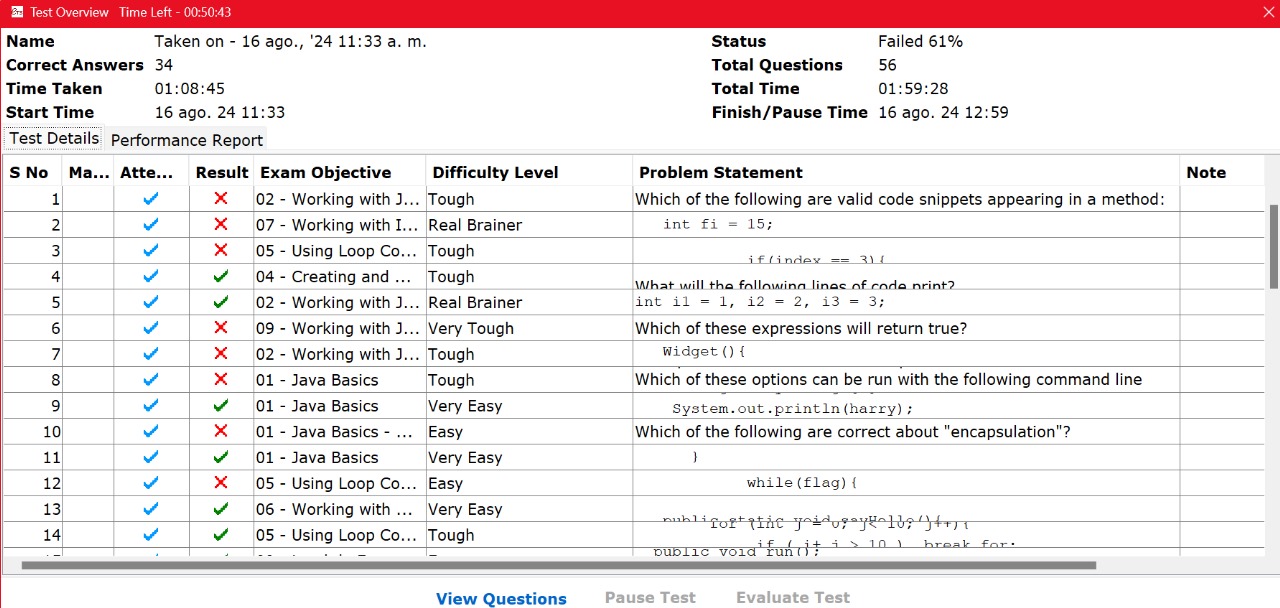 Test Overview Time Left - 00:50:43
Name Taken on - 16 ago., '24 11:33 a. m. Status Failed 61%
Correct Answers 34 Total Questions 56
Time Taken 01:08:45 Total Time 01:59:28
Start Time 16 ago. 24 11:33 Finish/Pause Time 16 ago. 24 12:59
Test Details Performance Report
S No Ma... Atte... Result Exam Objective Difficulty Level Problem Statement Note
1 02 - Working with J... Tough Which of the following are valid code snippets appearing in a method:
2 07 - Working with I... Real Brainer int fi = 15;
3 05 - Using Loop Co... Tough if(index == 3){
4 04 - Creating and ... Tough What will the following lines of code print?
5 02 - Working with J... Real Brainer int i1 = 1, i2 = 2, i3 = 3;
6 09 - Working with J... Very Tough Which of these expressions will return true?
7 02 - Working with J... Tough Widget(){
8 01 - Java Basics Tough Which of these options can be run with the following command line
9 01 - Java Basics Very Easy System.out.println(harry);
10 01 - Java Basics - ... Easy Which of the following are correct about "encapsulation"?
11 01 - Java Basics Very Easy }
12 05 - Using Loop Co... Easy while(flag){
13 06 - Working with ... Very Easy public static void sayHello(){
for (int j = 0; j< 10; j++){
14 05 - Using Loop Co... Tough if ( j+ i > 10 ) break for;
public void run();
View Questions Pause Test Evaluate Test